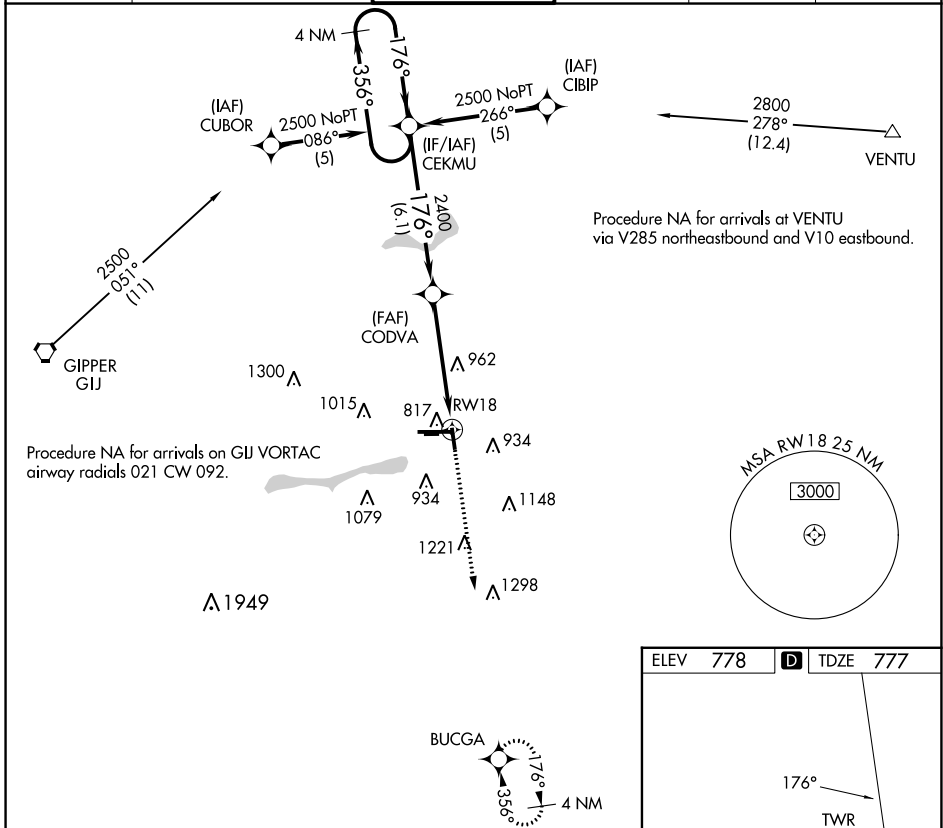 4 NM
176°
356°
(IAF)
CUBOR
2500 NoPT
086°
(5)
(IAF)
CIBIP
2500 NoPT
266°
(5)
(IF/IAF)
CEKMU
2800
278°
(12.4)
VENTU
Procedure NA for arrivals at VENTU
via V285 northeastbound and V10 eastbound.
2400
176°
(6.1)
2500
051°
(11)
GIPPER
GIJ
(FAF)
CODVA
962
1300
1015
817
RW18
934
Procedure NA for arrivals on GIJ VORTAC
airway radials 021 CW 092.
934
1079
1148
1221
1298
1949
MSA RW18 25 NM
3000
ELEV 778 D TDZE 777
176°
TWR
BUCGA
176°
356°
4 NM